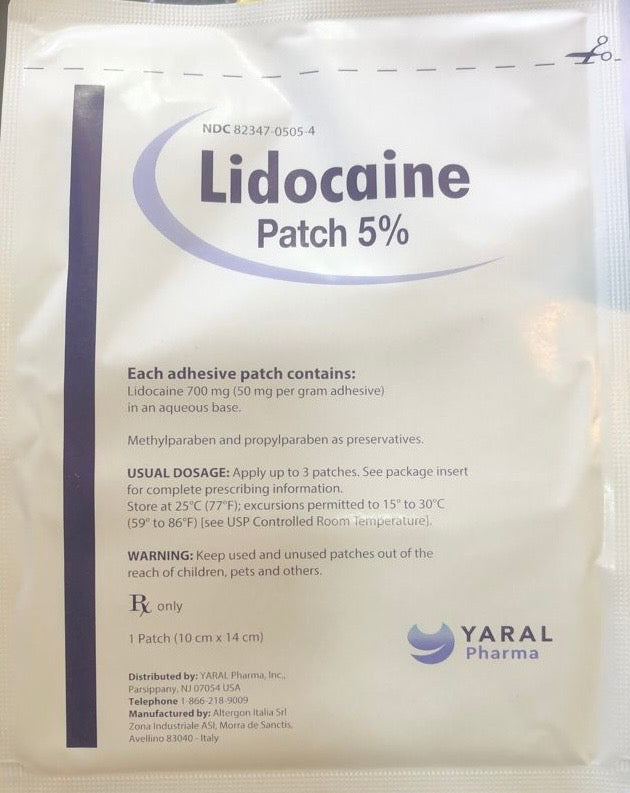 NDC 82347-0505-4
Lidocaine
Patch 5%
Each adhesive patch contains:
Lidocaine 700 mg (50 mg per gram adhesive)
in an aqueous base.
Methylparaben and propylparaben as preservatives.
USUAL DOSAGE: Apply up to 3 patches. See package insert
for complete prescribing information.
Store at 25°C (77°F); excursions permitted to 15° to 30°C
(59° to 86°F) [see USP Controlled Room Temperature].
WARNING: Keep used and unused patches out of the
reach of children, pets and others.
Rx only
1 Patch (10 cm x 14 cm)
YARAL
Pharma
Distributed by: YARAL Pharma, Inc.,
Parsippany, NJ 07054 USA
Telephone 1-866-218-9009
Manufactured by: Altergon Italia Srl
Zona Industriale ASI, Morra de Sanctis,
Avellino 83040 - Italy